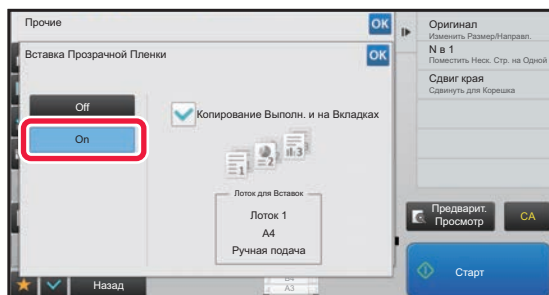 Прочие
OK
Вставка Прозрачной Пленки
OK
Off
On
Копирование Выполн. и на Вкладках
Лоток для Вставок
Лоток 1
A4
Ручная подача
Назад
A3
Оригинал
Изменить Размер/Направл.
N в 1
Поместить Неск. Стр. на Одной
Сдвиг края
Сдвинуть для Корешка
Предварит.
Просмотр
CA
Старт